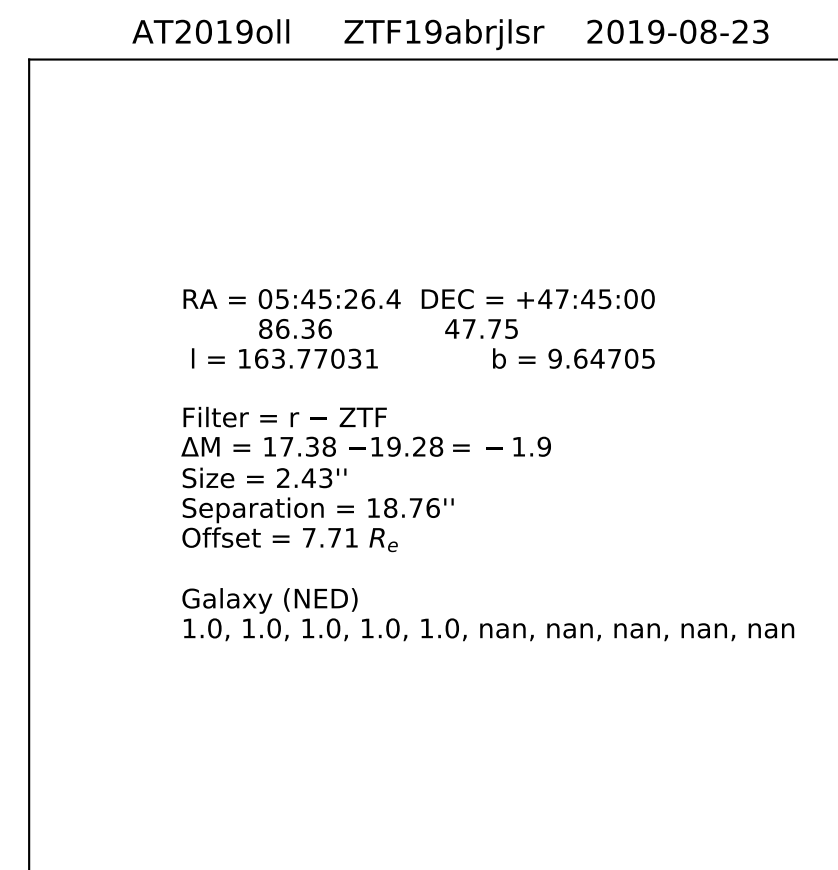 AT2019oll ZTF19abrjlsr 2019-08-23
RA = 05:45:26.4 DEC = +47:45:00
86.36 47.75
l = 163.77031 b = 9.64705
Filter = r − ZTF
ΔM = 17.38 −19.28 = − 1.9
Size = 2.43''
Separation = 18.76''
Offset = 7.71 Re
Galaxy (NED)
1.0, 1.0, 1.0, 1.0, 1.0, nan, nan, nan, nan, nan